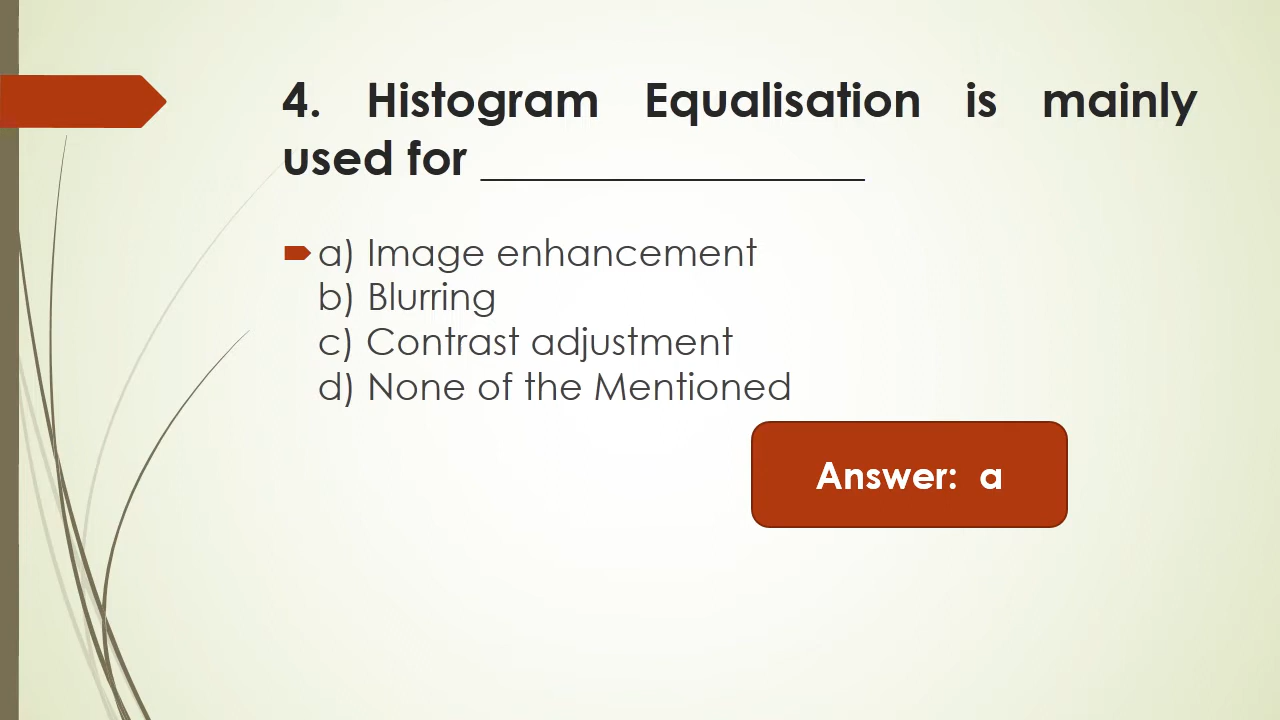 4. Histogram Equalisation is mainly
used for ________________
a) Image enhancement
b) Blurring
c) Contrast adjustment
d) None of the Mentioned
Answer: a